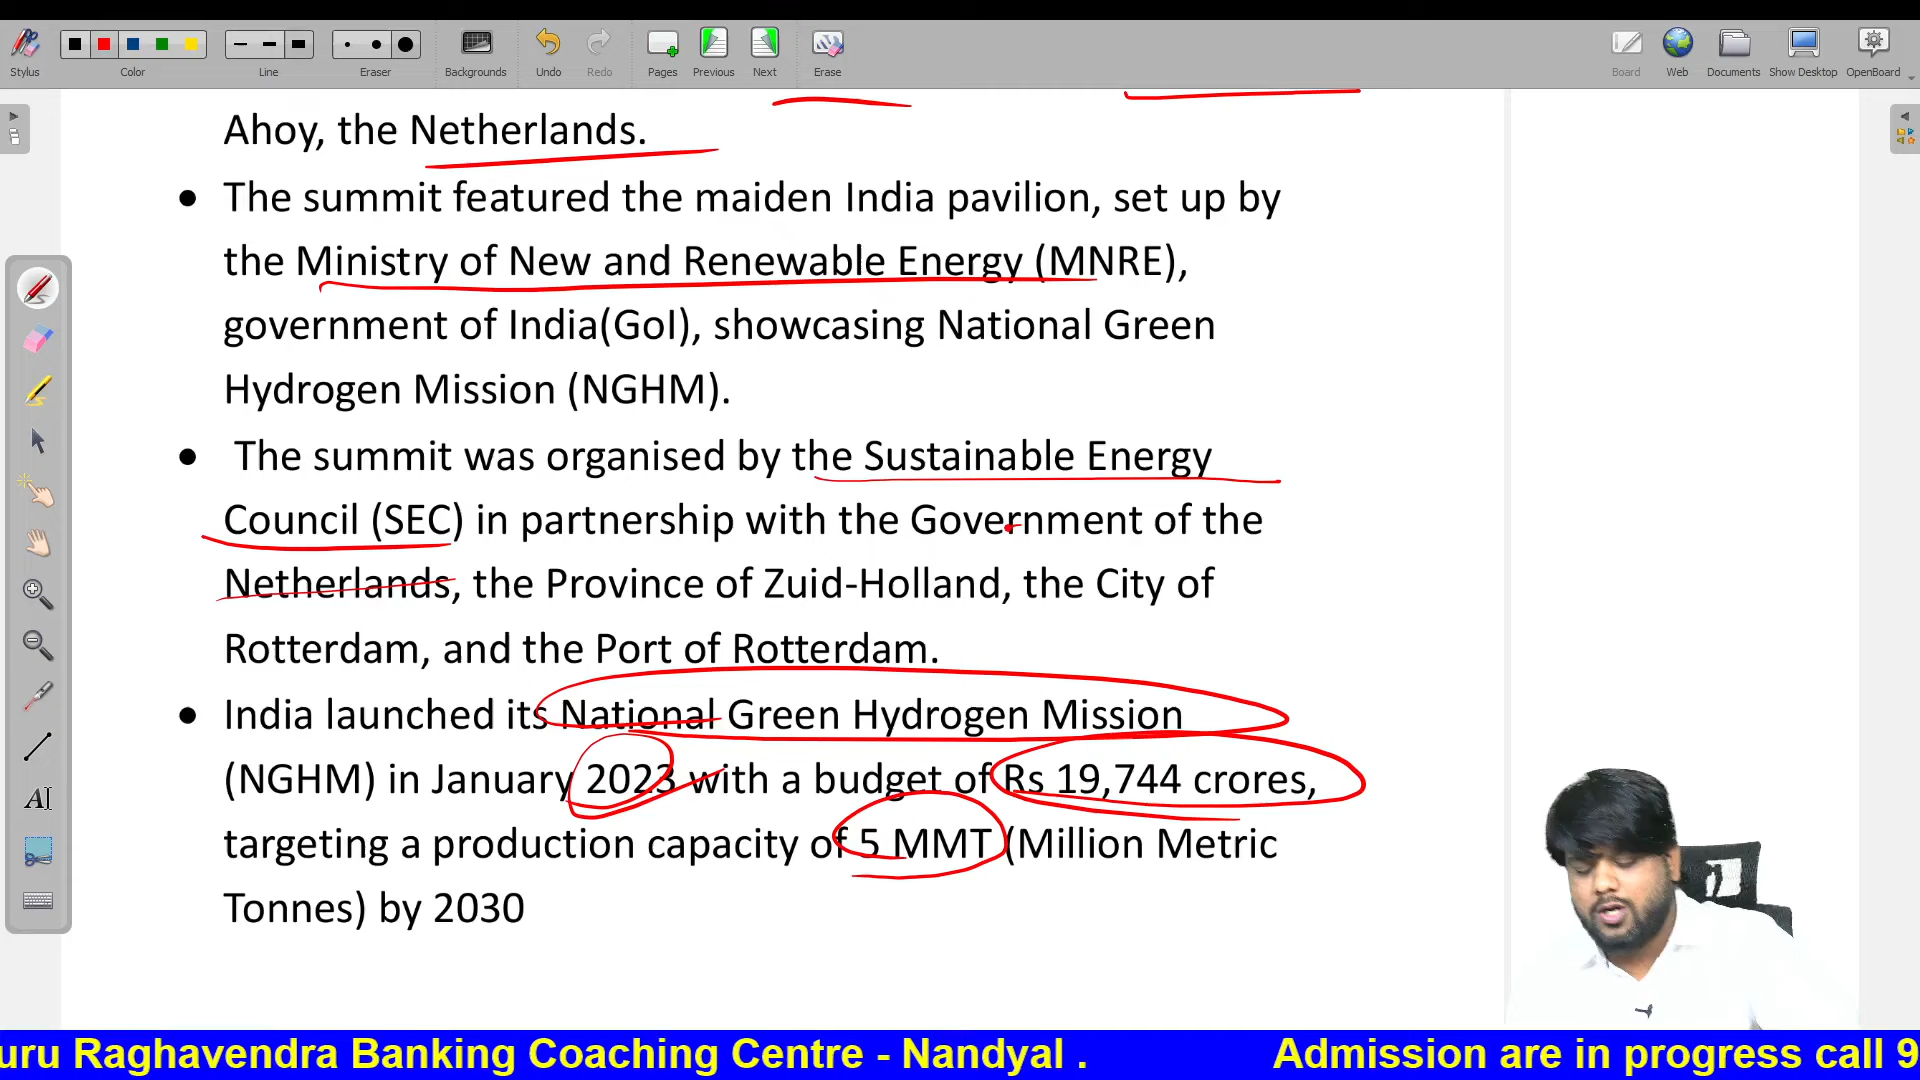 Stylus
Color
Line
Eraser
Backgrounds
Undo
Redo
Pages
Previous
Next
Erase
Board
Web
Documents
Show Desktop
OpenBoard
Ahoy, the Netherlands.
The summit featured the maiden India pavilion, set up by
the Ministry of New and Renewable Energy (MNRE),
government of India(GoI), showcasing National Green
Hydrogen Mission (NGHM).
The summit was organised by the Sustainable Energy
Council (SEC) in partnership with the Government of the
Netherlands, the Province of Zuid-Holland, the City of
Rotterdam, and the Port of Rotterdam.
India launched its National Green Hydrogen Mission
(NGHM) in January 2023 with a budget of Rs 19,744 crores,
targeting a production capacity of 5 MMT (Million Metric
Tonnes) by 2030
uru Raghavendra Banking Coaching Centre - Nandyal . Admission are in progress call 9